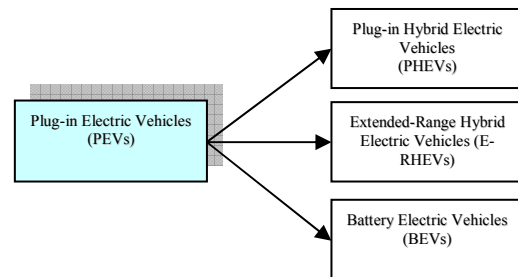 Plug-in Electric Vehicles
(PEVs)
Plug-in Hybrid Electric
Vehicles
(PHEVs)
Extended-Range Hybrid
Electric Vehicles (E-
RHEVs)
Battery Electric Vehicles
(BEVs)